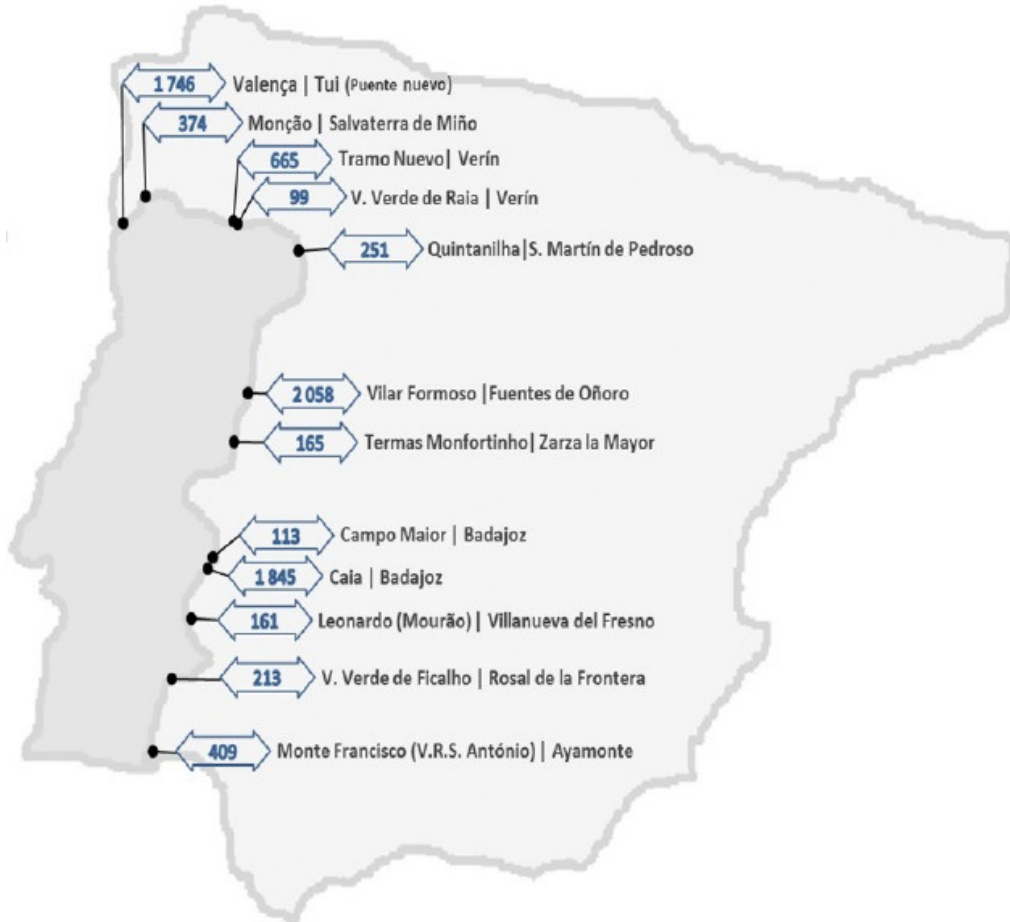 1 746 Valença | Tui (Puente nuevo)
374 Monção | Salvaterra de Miño
665 Tramo Nuevo| Verín
99 V. Verde de Raia | Verín
251 Quintanilha|S. Martín de Pedroso
2 058 Vilar Formoso |Fuentes de Oñoro
165 Termas Monfortinho| Zarza la Mayor
113 Campo Maior | Badajoz
1 845 Caia | Badajoz
161 Leonardo (Mourão) | Villanueva del Fresno
213 V. Verde de Ficalho | Rosal de la Frontera
409 Monte Francisco (V.R.S. António) | Ayamonte